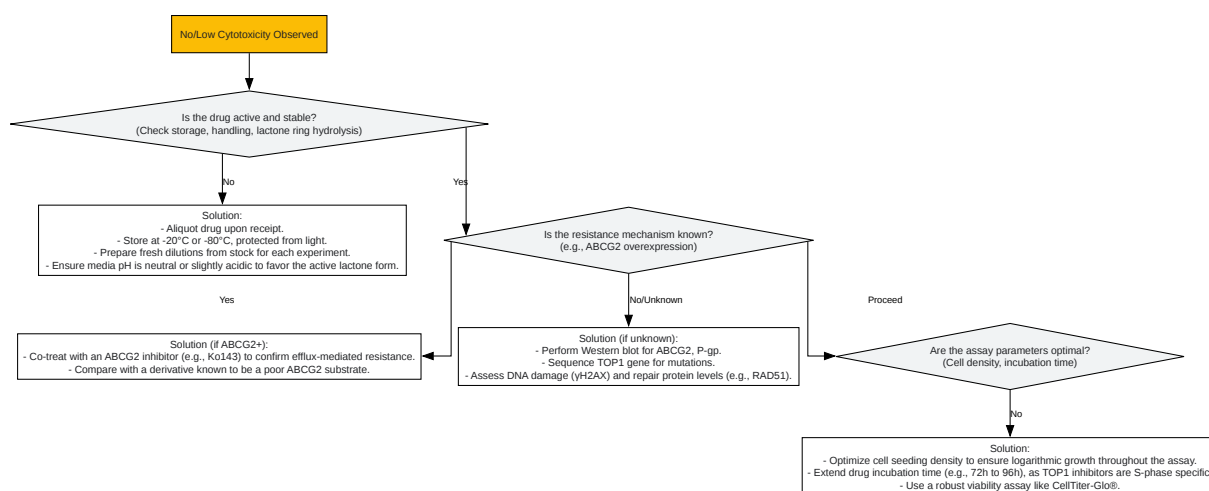 No/Low Cytotoxicity Observed
Is the drug active and stable?
(Check storage, handling, lactone ring hydrolysis)
No
Yes
Solution:
- Aliquot drug upon receipt.
- Store at -20°C or -80°C, protected from light.
- Prepare fresh dilutions from stock for each experiment.
- Ensure media pH is neutral or slightly acidic to favor the active lactone form.
Is the resistance mechanism known?
(e.g., ABCG2 overexpression)
Yes
No/Unknown
Proceed
Solution (if ABCG2+):
- Co-treat with an ABCG2 inhibitor (e.g., Ko143) to confirm efflux-mediated resistance.
- Compare with a derivative known to be a poor ABCG2 substrate.
Solution (if unknown):
- Perform Western blot for ABCG2, P-gp.
- Sequence TOP1 gene for mutations.
- Assess DNA damage (γH2AX) and repair protein levels (e.g., RAD51).
Are the assay parameters optimal?
(Cell density, incubation time)
No
Solution:
- Optimize cell seeding density to ensure logarithmic growth throughout the assay.
- Extend drug incubation time (e.g., 72h to 96h), as TOP1 inhibitors are S-phase specific
- Use a robust viability assay like CellTiter-Glo®.